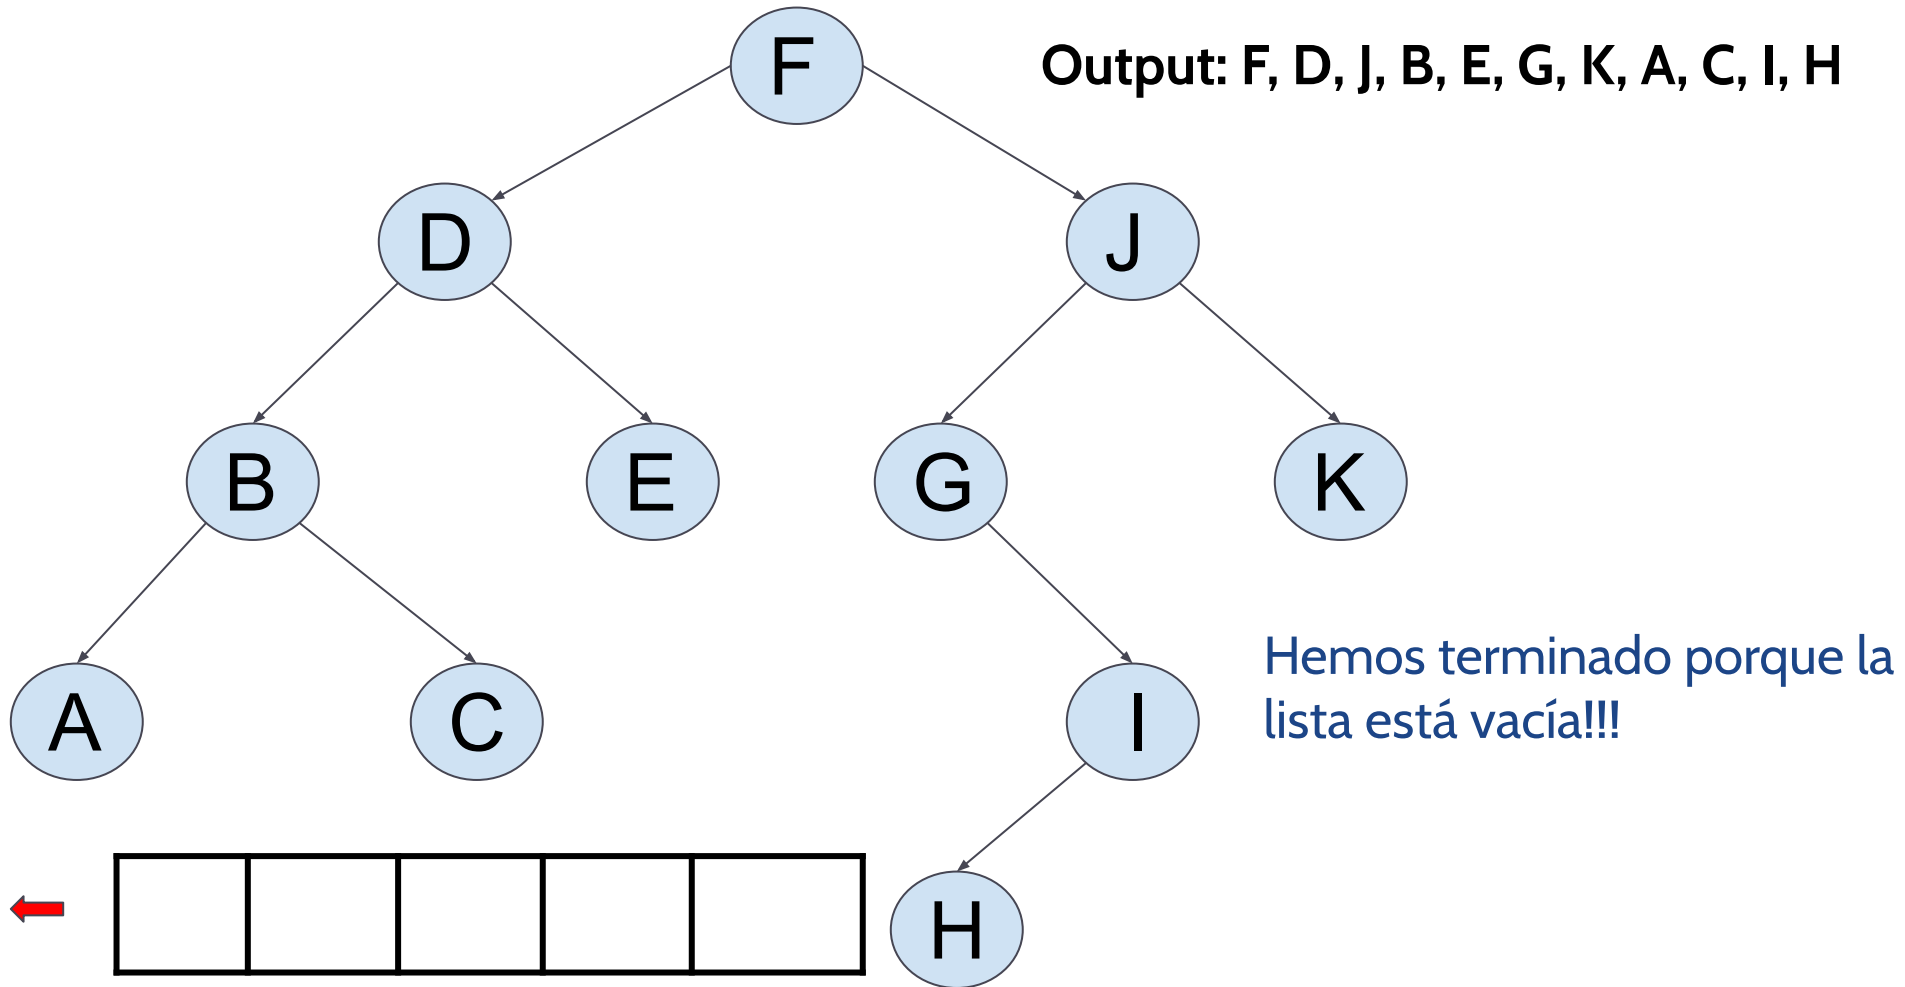 F
Output: F, D, J, B, E, G, K, A, C, I, H
D
J
B
E
G
K
A
C
I
Hemos terminado porque la
lista está vacía!!!
H